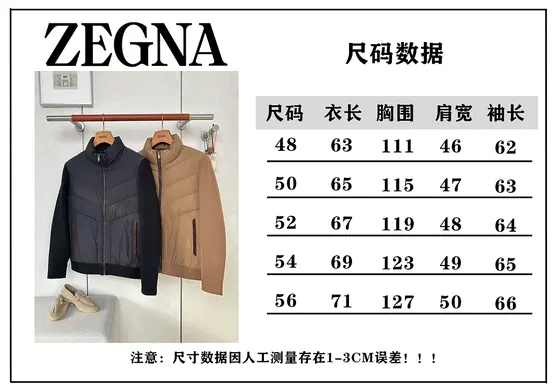 ZEGNA
尺码数据
尺码 衣长 胸围 肩宽 袖长
48 63 111 46 62
50 65 115 47 63
52 67 119 48 64
54 69 123 49 65
56 71 127 50 66
注意：尺寸数据因人工测量存在1-3CM误差！！！